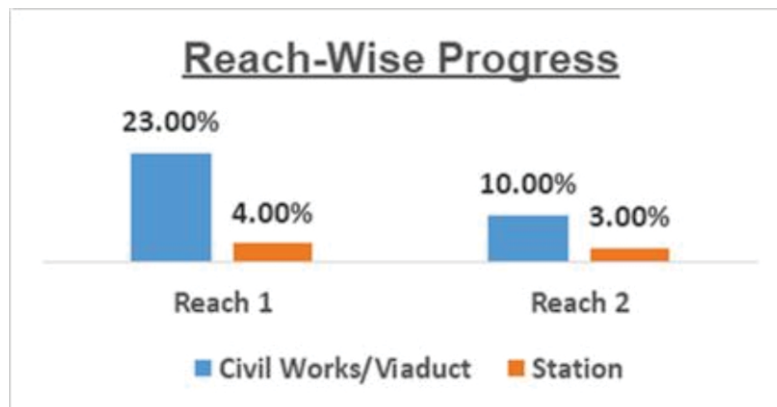 Reach-Wise Progress
23.00%
4.00%
10.00%
3.00%
Reach 1
Reach 2
Civil Works/Viaduct
Station